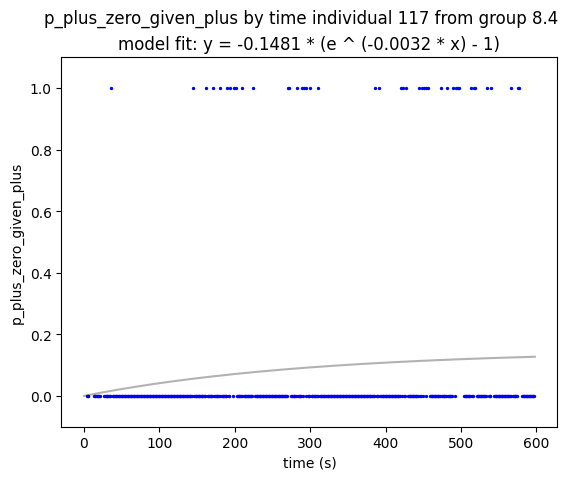 p_plus_zero_given_plus by time individual 117 from group 8.4
model fit: y = -0.1481 * (e ^ (-0.0032 * x) - 1)
1.0
0.8
0.6
0.4
0.2
0.0
p_plus_zero_given_plus
0 100 200 300 400 500 600
time (s)